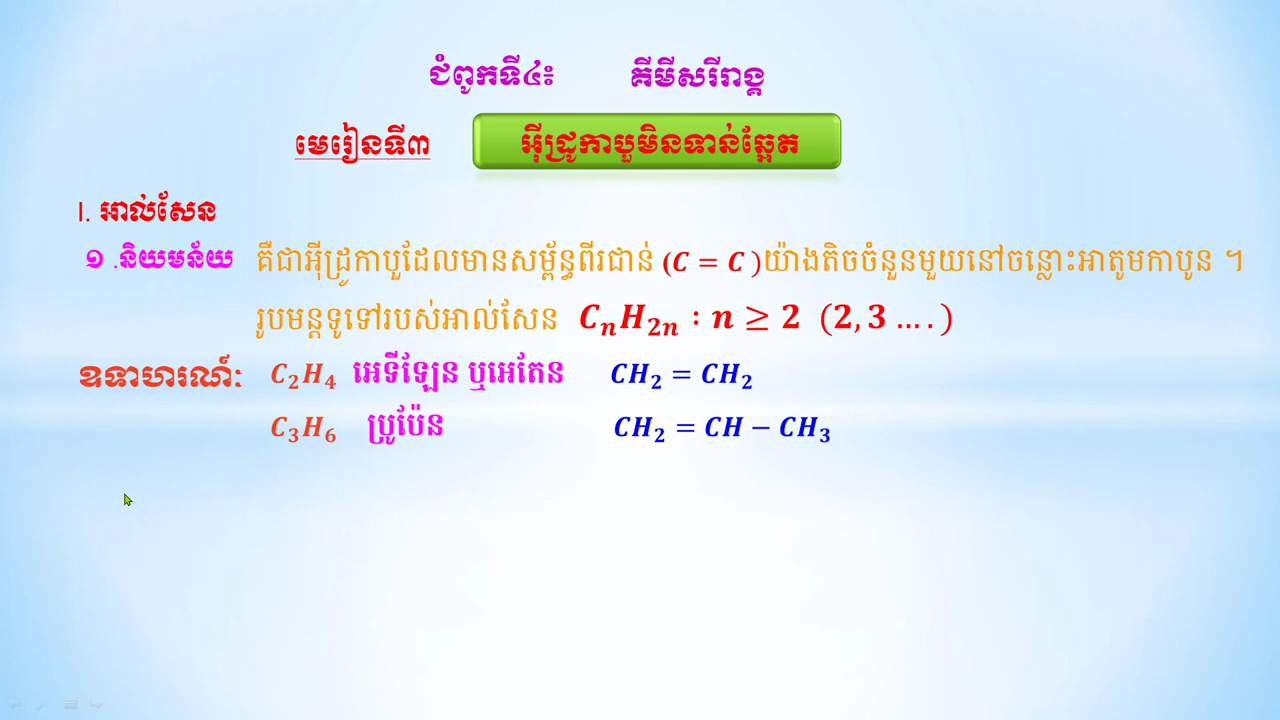 ជំពូកទី៤៖ គីមីសរីរាង្គ
មេរៀនទី៣ អ៊ីដ្រូកាបួមិនទាន់ឆ្អែត
I. អាល់សែន
១ .និយមន័យ គឺជាអ៊ីដ្រូកាបួដែលមានសម្ព័ន្ធពីរជាន់ (C = C )យ៉ាងតិចចំនួនមួយនៅចន្លោះអាតូមកាបូន ។
រូបមន្តទូទៅរបស់អាល់សែន CₙH₂ₙ : n ≥ 2 (2, 3 … . )
ឧទាហរណ៍: C₂H₄ អេទីឡែន ឬអេតែន CH₂ = CH₂
C₃H₆ ប្រូប៉ែន CH₂ = CH − CH₃